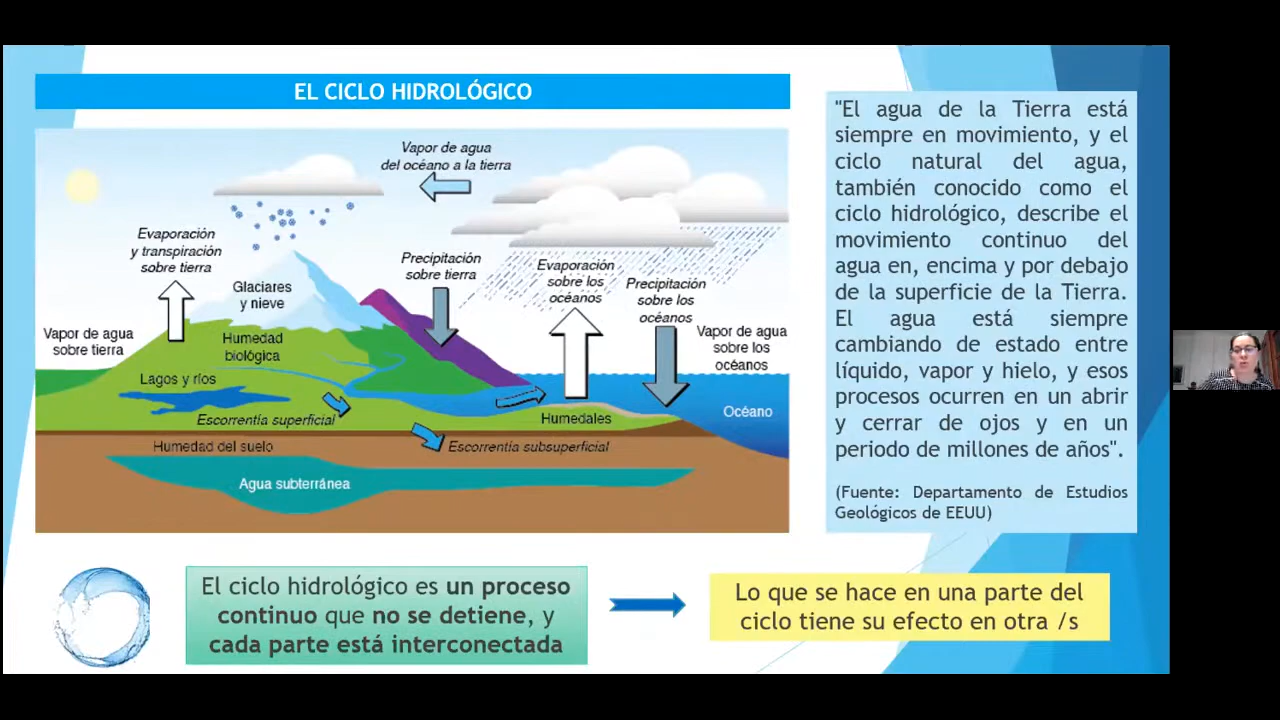 EL CICLO HIDROLÓGICO
Vapor de agua
del océano a la tierra
Evaporación
y transpiración
sobre tierra
Glaciares
y nieve
Precipitación
sobre tierra
Evaporación
sobre los
océanos
Precipitación
sobre los
océanos
Vapor de agua
sobre tierra
Humedad
biológica
Vapor de agua
sobre los
océanos
Lagos y ríos
Escorrentía superficial
Humedales
Océano
Humedad del suelo
Escorrentía subsuperficial
Agua subterránea
"El agua de la Tierra está
siempre en movimiento, y el
ciclo natural del agua,
también conocido como el
ciclo hidrológico, describe el
movimiento continuo del
agua en, encima y por debajo
de la superficie de la Tierra.
El agua está siempre
cambiando de estado entre
líquido, vapor y hielo, y esos
procesos ocurren en un abrir
y cerrar de ojos y en un
periodo de millones de años".
(Fuente: Departamento de Estudios
Geológicos de EEUU)
El ciclo hidrológico es un proceso
continuo que no se detiene, y
cada parte está interconectada
Lo que se hace en una parte del
ciclo tiene su efecto en otra /s